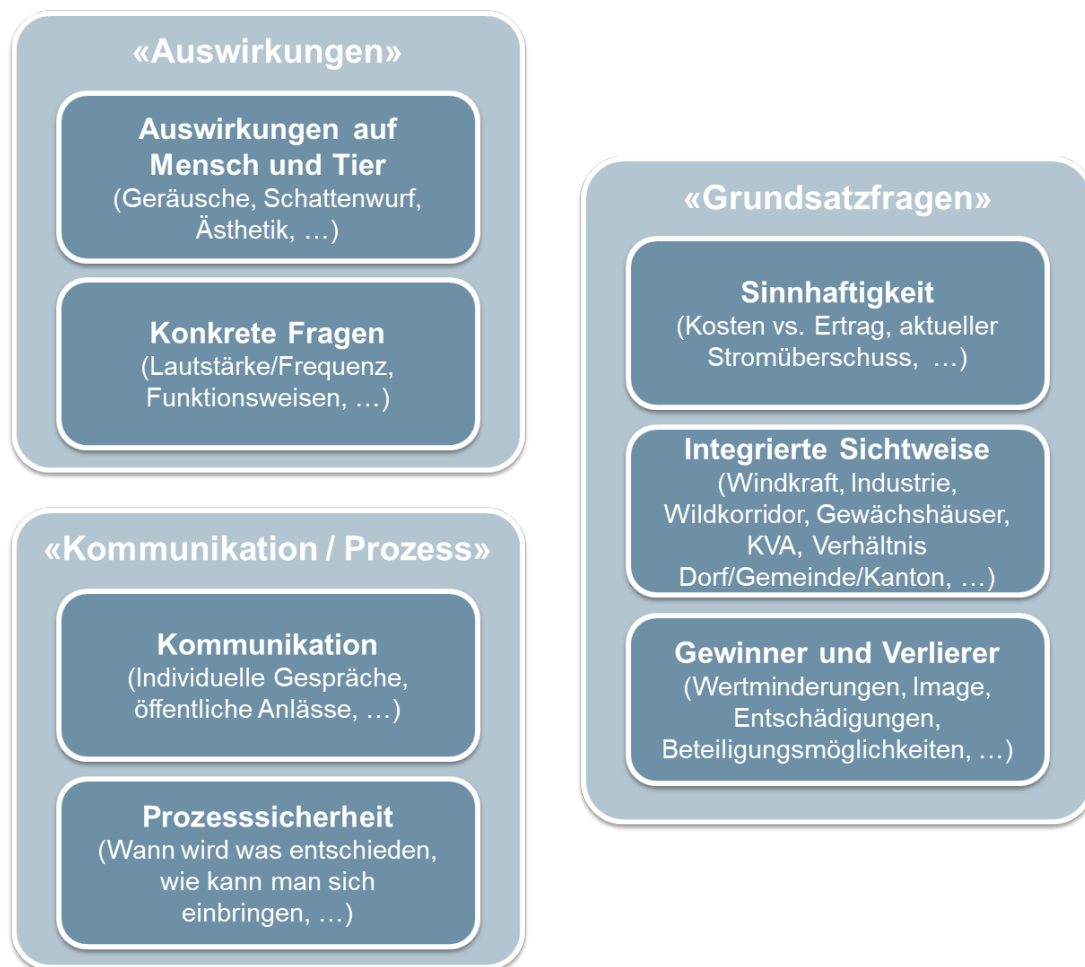 «Auswirkungen»
Auswirkungen auf
Mensch und Tier
(Geräusche, Schattenwurf,
Ästhetik, …)
Konkrete Fragen
(Lautstärke/Frequenz,
Funktionsweisen, …)
«Kommunikation / Prozess»
Kommunikation
(Individuelle Gespräche,
öffentliche Anlässe, …)
Prozesssicherheit
(Wann wird was entschieden,
wie kann man sich
einbringen, …)
«Grundsatzfragen»
Sinnhaftigkeit
(Kosten vs. Ertrag, aktueller
Stromüberschuss, …)
Integrierte Sichtweise
(Windkraft, Industrie,
Wildkorridor, Gewächshäuser,
KVA, Verhältnis
Dorf/Gemeinde/Kanton, …)
Gewinner und Verlierer
(Wertminderungen, Image,
Entschädigungen,
Beteiligungsmöglichkeiten, …)